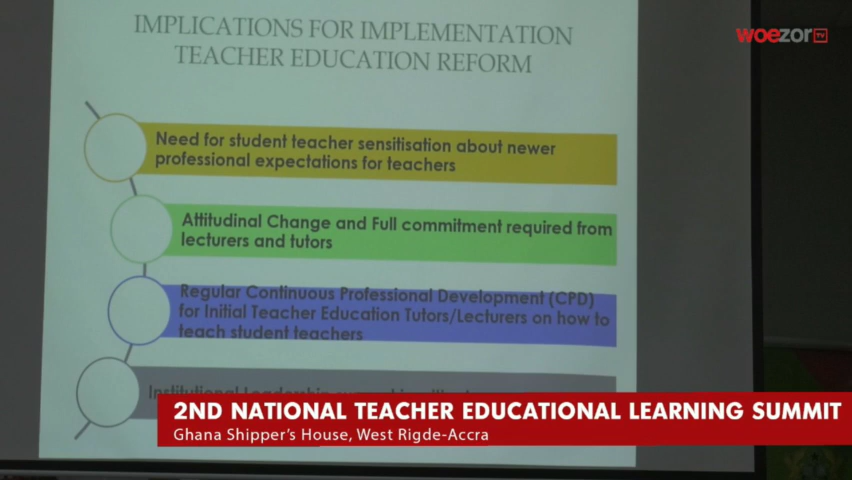 IMPLICATIONS FOR IMPLEMENTATION
TEACHER EDUCATION REFORM
woezor TV
Need for student teacher sensitisation about newer
professional expectations for teachers
Attitudinal Change and Full commitment required from
lecturers and tutors
Regular Continuous Professional Development (CPD)
for Initial Teacher Education Tutors/Lecturers on how to
teach student teachers
Institutional Leadership
2ND NATIONAL TEACHER EDUCATIONAL LEARNING SUMMIT
Ghana Shipper's House, West Rigde-Accra